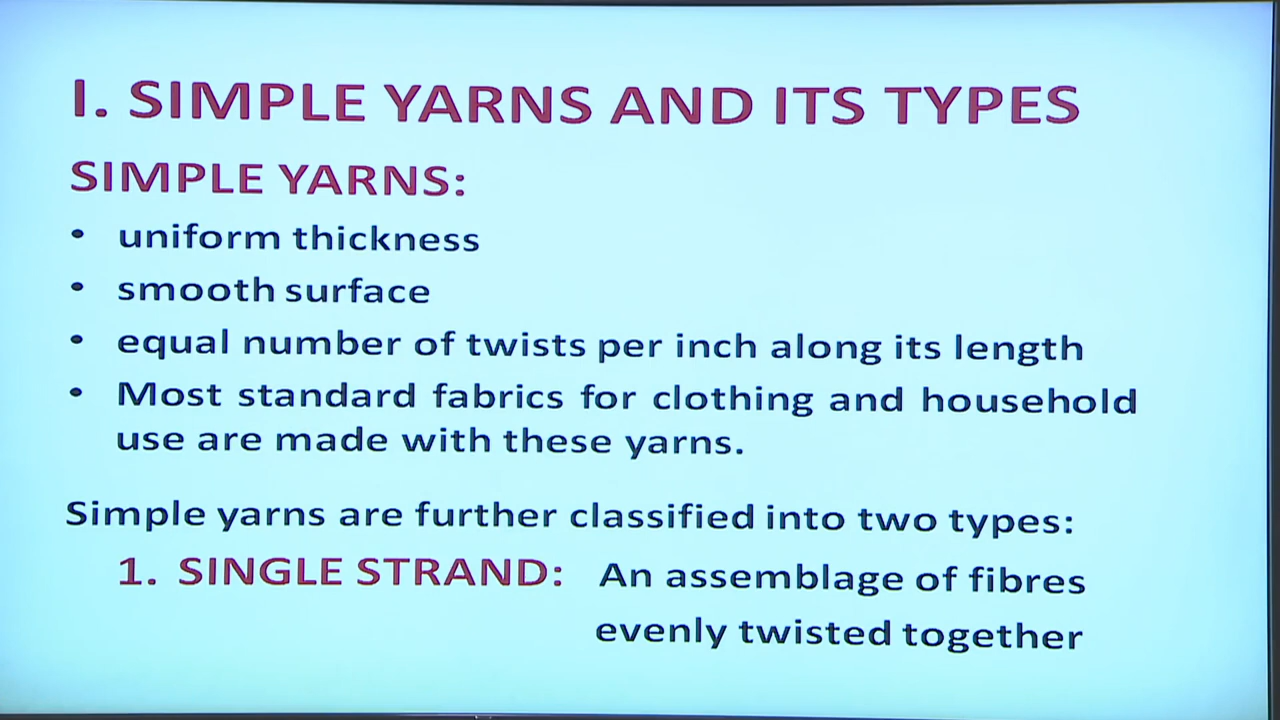 I. SIMPLE YARNS AND ITS TYPES
SIMPLE YARNS:
• uniform thickness
• smooth surface
• equal number of twists per inch along its length
• Most standard fabrics for clothing and household
use are made with these yarns.
Simple yarns are further classified into two types:
1. SINGLE STRAND: An assemblage of fibres
evenly twisted together